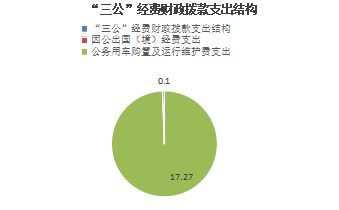 “三公”经费财政拨款支出结构
“三公”经费财政拨款支出结构
因公出国（境）经费支出
公务用车购置及运行维护费支出
0.1
17.27